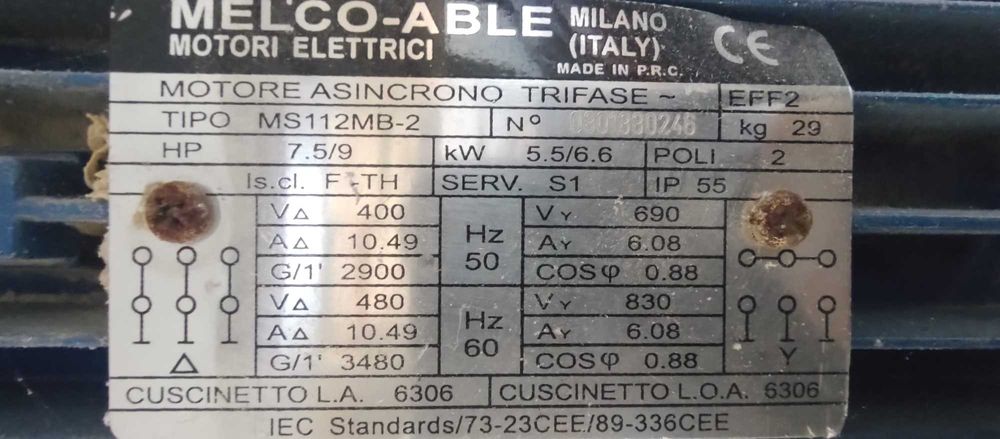 MELCO-ABLE MILANO
MOTORI ELETTRICI (ITALY) CE
MADE IN P.R.C.
MOTORE ASINCRONO TRIFASE ~ EFF2
TIPO MS112MB-2 N° kg 29
HP 7.5/9 kW 5.5/6.6 POLI 2
Is.cl. F -TH SERV. S1 IP 55
V△ 400 Hz 50 VY 690
A△ 10.49 AY 6.08
G/1' 2900 COSφ 0.88
V△ 480 Hz 60 VY 830
A△ 10.49 AY 6.08
G/1' 3480 COSφ 0.88
△ Y
CUSCINETTO L.A. 6306 CUSCINETTO L.O.A. 6306
IEC Standards/73-23CEE/89-336CEE